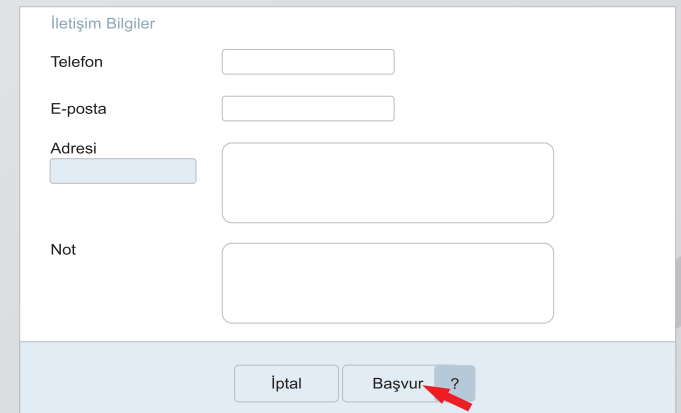 İletişim Bilgiler
Telefon
E-posta
Adresi
Not
İptal
Başvur
?